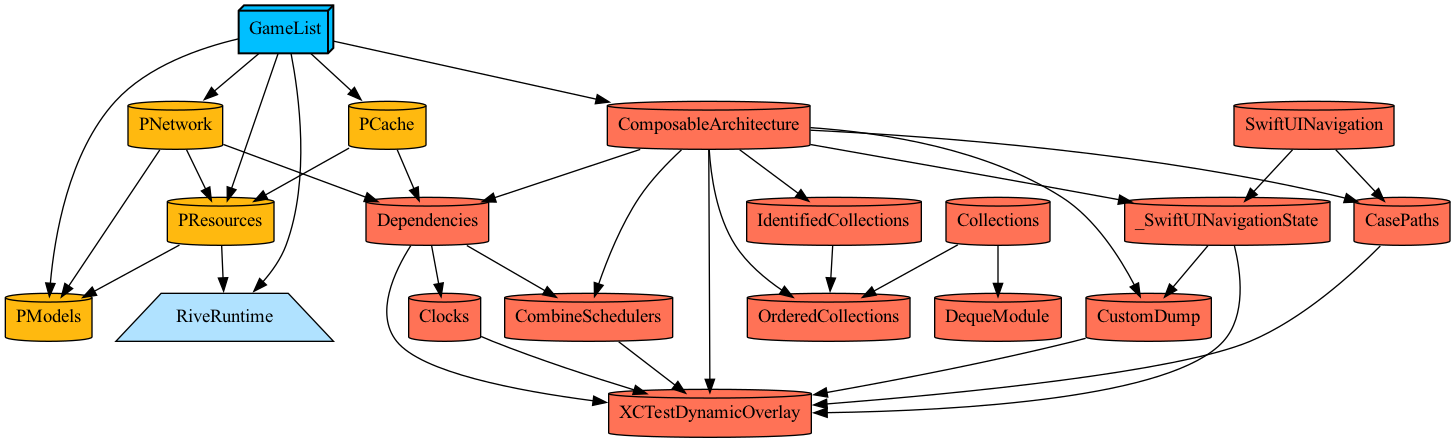 GameList
PNetwork
PCache
ComposableArchitecture
SwiftUINavigation
PResources
Dependencies
IdentifiedCollections
Collections
_SwiftUINavigationState
CasePaths
PModels
RiveRuntime
Clocks
CombineSchedulers
OrderedCollections
DequeModule
CustomDump
XCTestDynamicOverlay